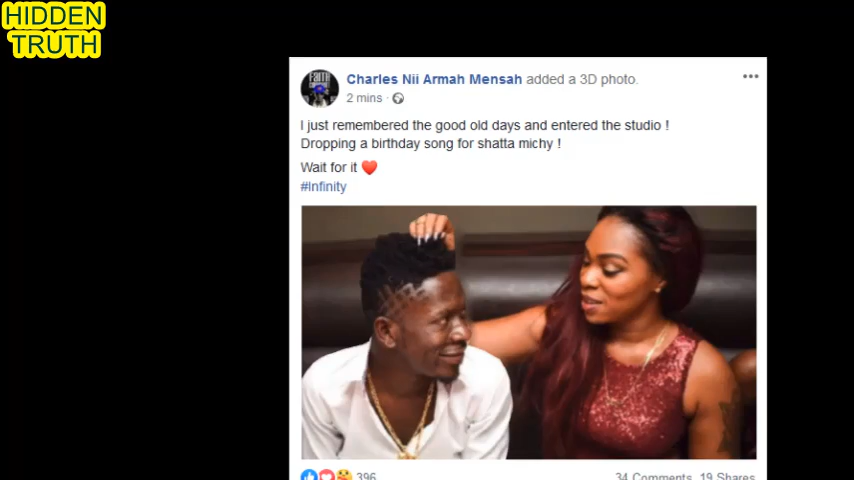 HIDDEN
TRUTH
Charles Nii Armah Mensah added a 3D photo.
2 mins ·
I just remembered the good old days and entered the studio !
Dropping a birthday song for shatta michy !
Wait for it ❤️
#Infinity
396
34 Comments 19 Shares